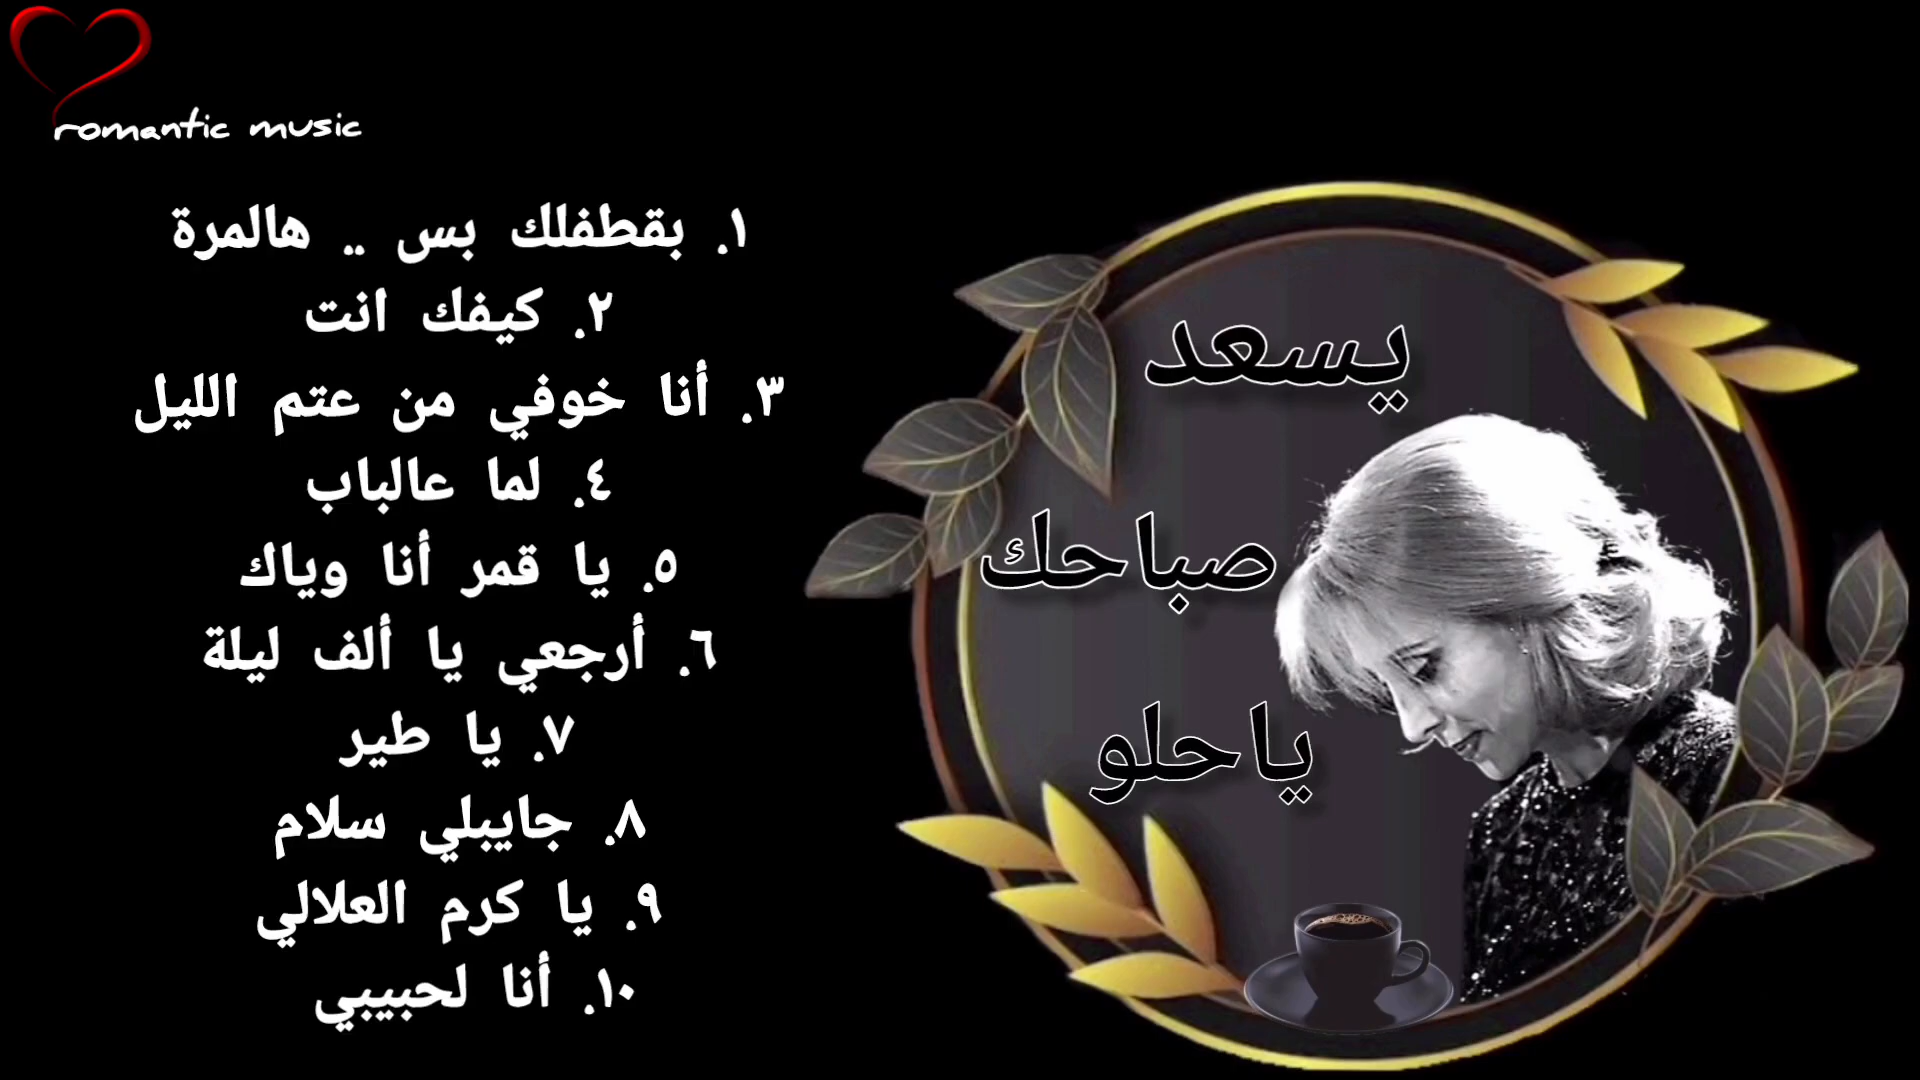 romantic music
١. بقطفلك بس .. هالمرة
٢. كيفك انت
٣. أنا خوفي من عتم الليل
٤. لما عالباب
٥. يا قمر أنا وياك
٦. أرجعي يا ألف ليلة
٧. يا طير
٨. جايبلي سلام
٩. يا كرم العلالي
١٠. أنا لحبيبي
يسعد
صباحك
ياحلو